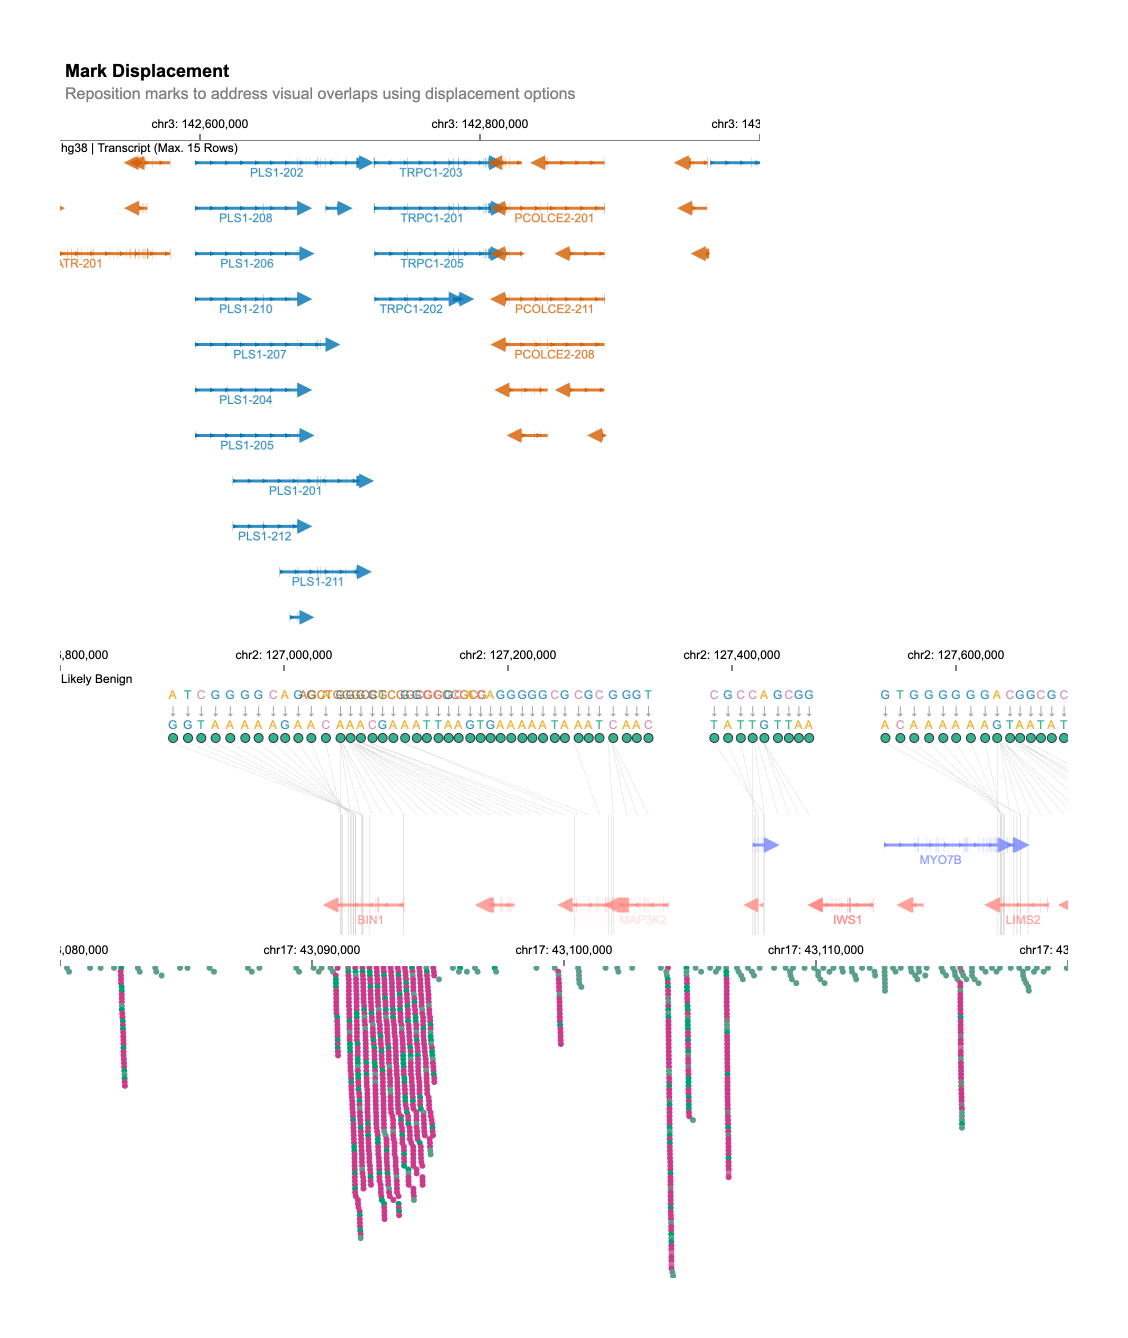 Mark Displacement
Reposition marks to address visual overlaps using displacement options
chr3: 142,600,000 chr3: 142,800,000 chr3: 143
hg38 | Transcript (Max. 15 Rows)
PLS1-202 TRPC1-203
PLS1-208 TRPC1-201 PCOLCE2-201
ATR-201 PLS1-206 TRPC1-205
PLS1-210 TRPC1-202 PCOLCE2-211
PLS1-207 PCOLCE2-208
PLS1-204
PLS1-205
PLS1-201
PLS1-212
PLS1-211
,800,000 chr2: 127,000,000 chr2: 127,200,000 chr2: 127,400,000 chr2: 127,600,000
Likely Benign
A T C G G G G C A G G G G G G C G C G C G G G T C G C C A G C G G G T G G G G G G A C G G C G C
G G T A A A A A G A A C A A A C G A A A T T A A G T G A A A A A T A A A T C A A C T A T T G T T A A A C A A A A A A G T A A T A T
MYO7B
BIN1 MAP3K2 IWS1 LIMS2
,080,000 chr17: 43,090,000 chr17: 43,100,000 chr17: 43,110,000 chr17: 43